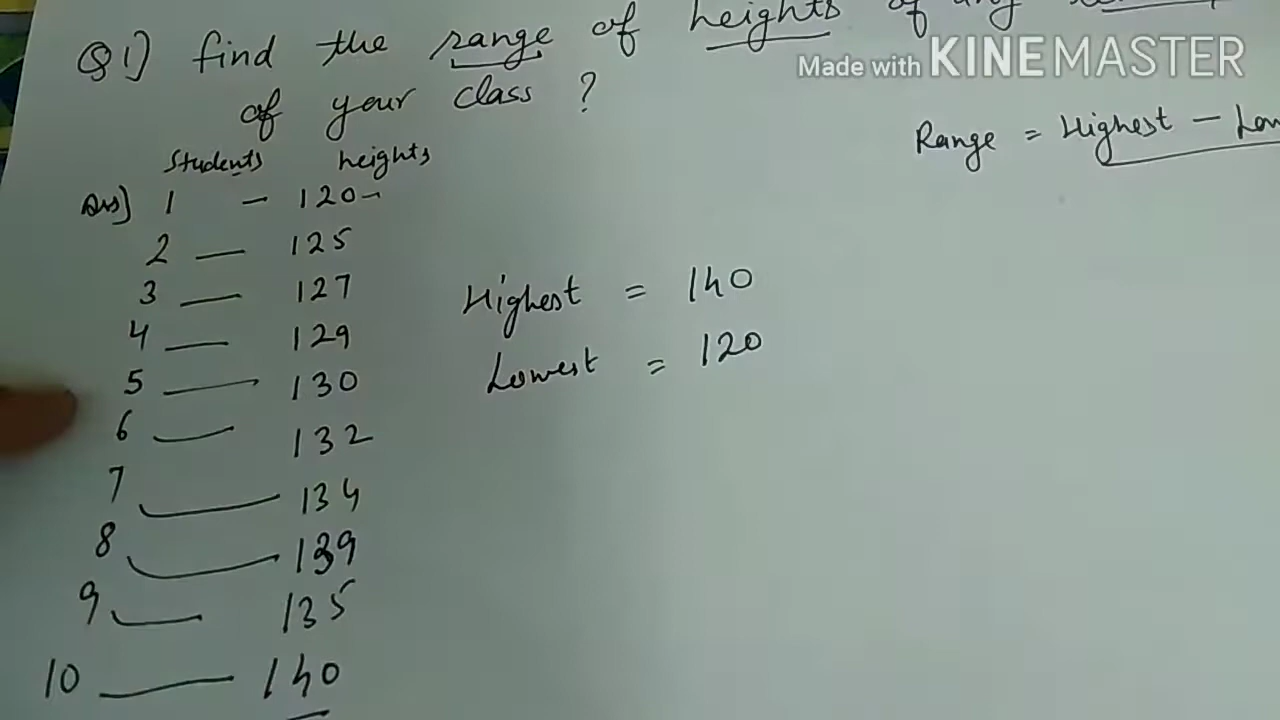 Q1) find the range of heights of any
of your class ?
Made with KINEMASTER
Range = Highest -
Students heights
Ans] 1 - 120-
2 — 125
3 — 127
4 — 129
5 — 130
6 — 132
7 — 134
8 — 139
9 — 135
10 — 140
Highest = 140
Lowest = 120